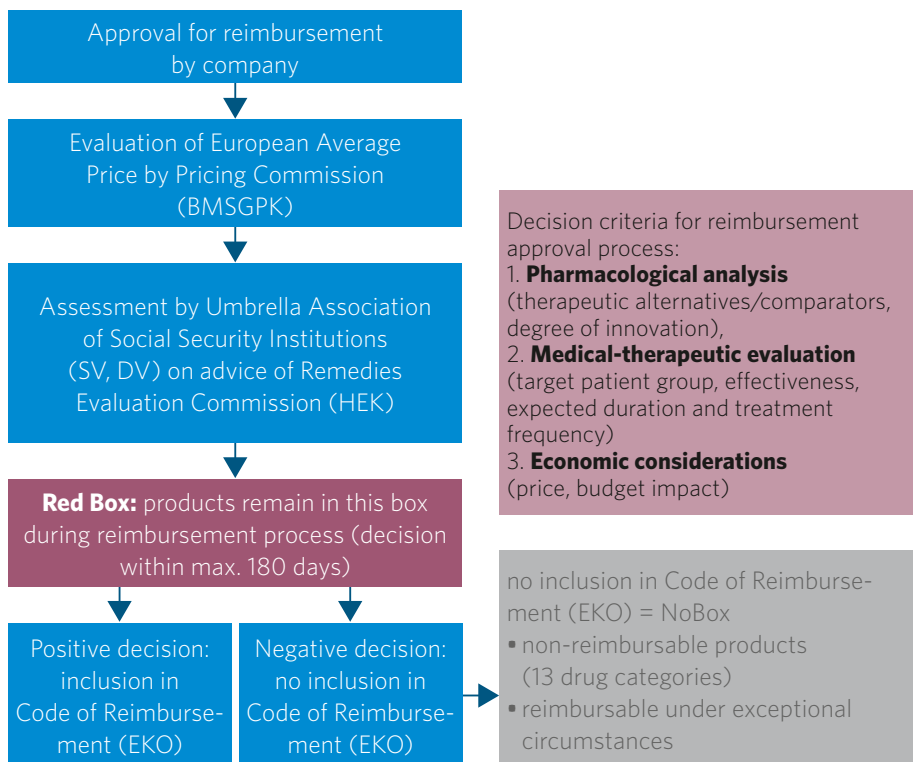 Approval for reimbursement
by company
Evaluation of European Average
Price by Pricing Commission
(BMSGPK)
Assessment by Umbrella Association
of Social Security Institutions
(SV, DV) on advice of Remedies
Evaluation Commission (HEK)
Red Box: products remain in this box
during reimbursement process (decision
within max. 180 days)
Positive decision:
inclusion in
Code of Reimburse-
ment (EKO)
Negative decision:
no inclusion in
Code of Reimburse-
ment (EKO)
Decision criteria for reimbursement
approval process:
1. Pharmacological analysis
(therapeutic alternatives/comparators,
degree of innovation),
2. Medical-therapeutic evaluation
(target patient group, effectiveness,
expected duration and treatment
frequency)
3. Economic considerations
(price, budget impact)
no inclusion in Code of Reimburse-
ment (EKO) = NoBox
• non-reimbursable products
(13 drug categories)
• reimbursable under exceptional
circumstances